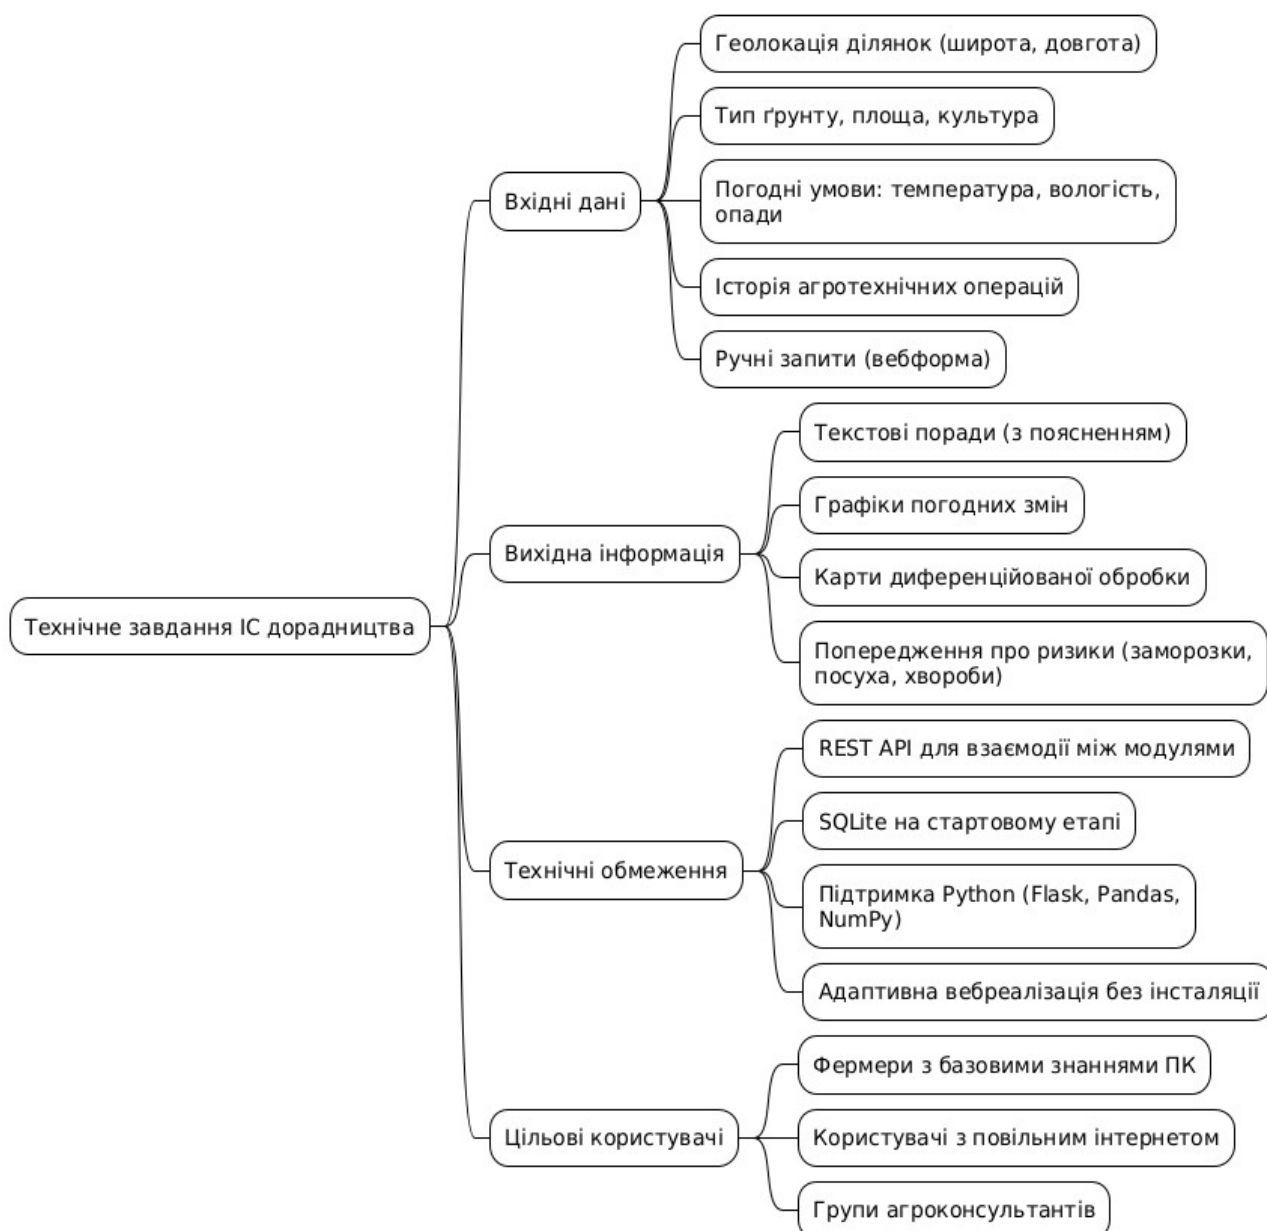 Технічне завдання ІС дорадництва
Вхідні дані
Геолокація ділянок (широта, довгота)
Тип ґрунту, площа, культура
Погодні умови: температура, вологість,
опади
Історія агротехнічних операцій
Ручні запити (вебформа)
Вихідна інформація
Текстові поради (з поясненням)
Графіки погодних змін
Карти диференційованої обробки
Попередження про ризики (заморозки,
посуха, хвороби)
Технічні обмеження
REST API для взаємодії між модулями
SQLite на стартовому етапі
Підтримка Python (Flask, Pandas,
NumPy)
Адаптивна вебреалізація без інсталяції
Цільові користувачі
Фермери з базовими знаннями ПК
Користувачі з повільним інтернетом
Групи агроконсультантів